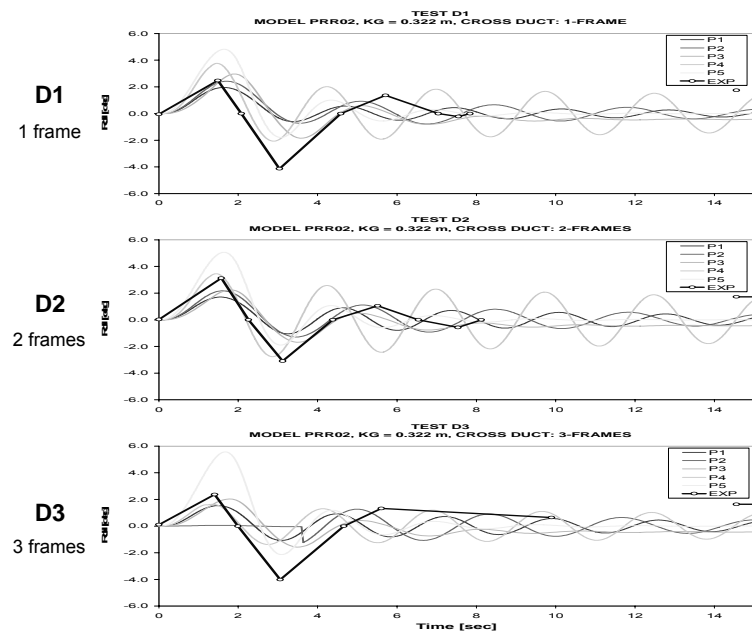 TEST D1
MODEL PRR02, KG = 0.322 m, CROSS DUCT: 1-FRAME
D1
1 frame
6.0
4.0
2.0
0.0
-2.0
-4.0
-6.0
0 2 4 6 8 10 12 14
P1
P2
P3
P4
P5
EXP
TEST D2
MODEL PRR02, KG = 0.322 m, CROSS DUCT: 2-FRAMES
D2
2 frames
6.0
4.0
2.0
0.0
-2.0
-4.0
-6.0
0 2 4 6 8 10 12 14
P1
P2
P3
P4
P5
EXP
TEST D3
MODEL PRR02, KG = 0.322 m, CROSS DUCT: 3-FRAMES
D3
3 frames
6.0
4.0
2.0
0.0
-2.0
-4.0
-6.0
0 2 4 6 8 10 12 14
Time [sec]
P1
P2
P3
P4
P5
EXP